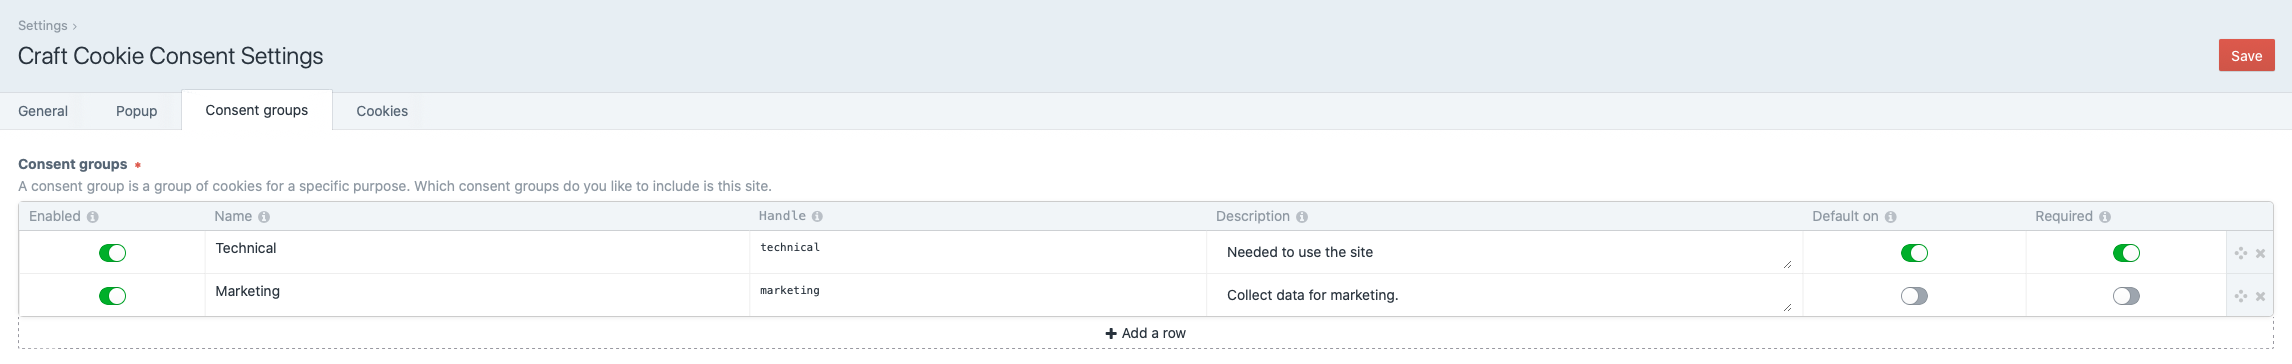 Settings ›
Craft Cookie Consent Settings
Save
General Popup Consent groups Cookies
Consent groups *
A consent group is a group of cookies for a specific purpose. Which consent groups do you like to include is this site.
Enabled Name Handle Description Default on Required
Technical technical Needed to use the site
Marketing marketing Collect data for marketing.
+ Add a row